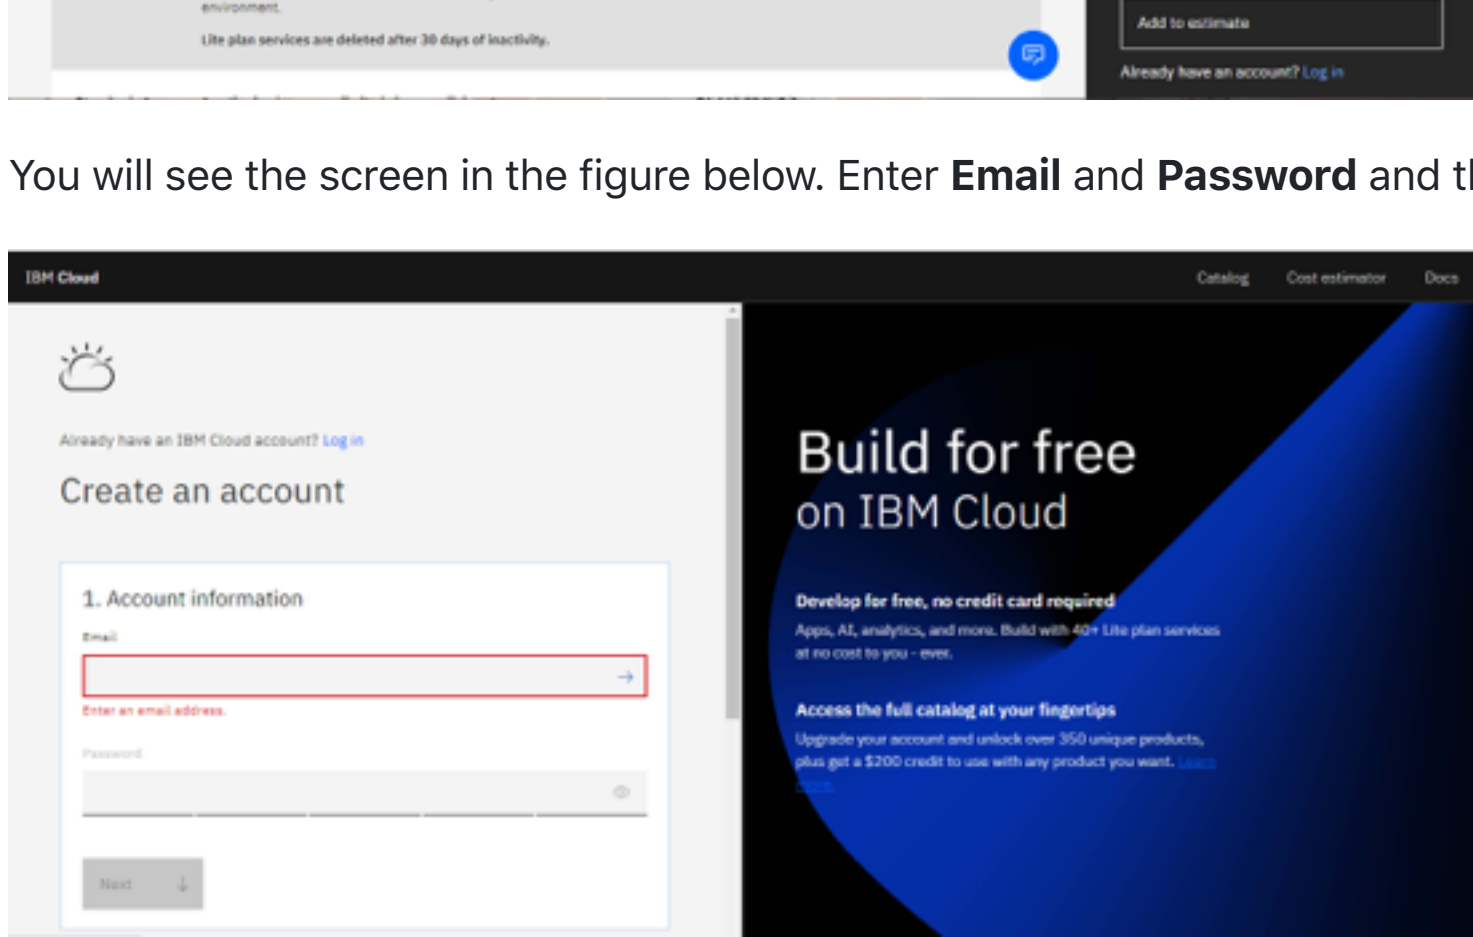 environment.
Lite plan services are deleted after 30 days of inactivity.
Add to estimate
Already have an account? Log in
You will see the screen in the figure below. Enter Email and Password and th
IBM Cloud
Catalog Cost estimator Docs
Already have an IBM Cloud account? Log in
Create an account
1. Account information
Email
Enter an email address.
Password
Next
Build for free
on IBM Cloud
Develop for free, no credit card required
Apps, AI, analytics, and more. Build with 40+ Lite plan services
at no cost to you - ever.
Access the full catalog at your fingertips
Upgrade your account and unlock over 350 unique products,
plus get a $200 credit to use with any product you want. Learn
more.